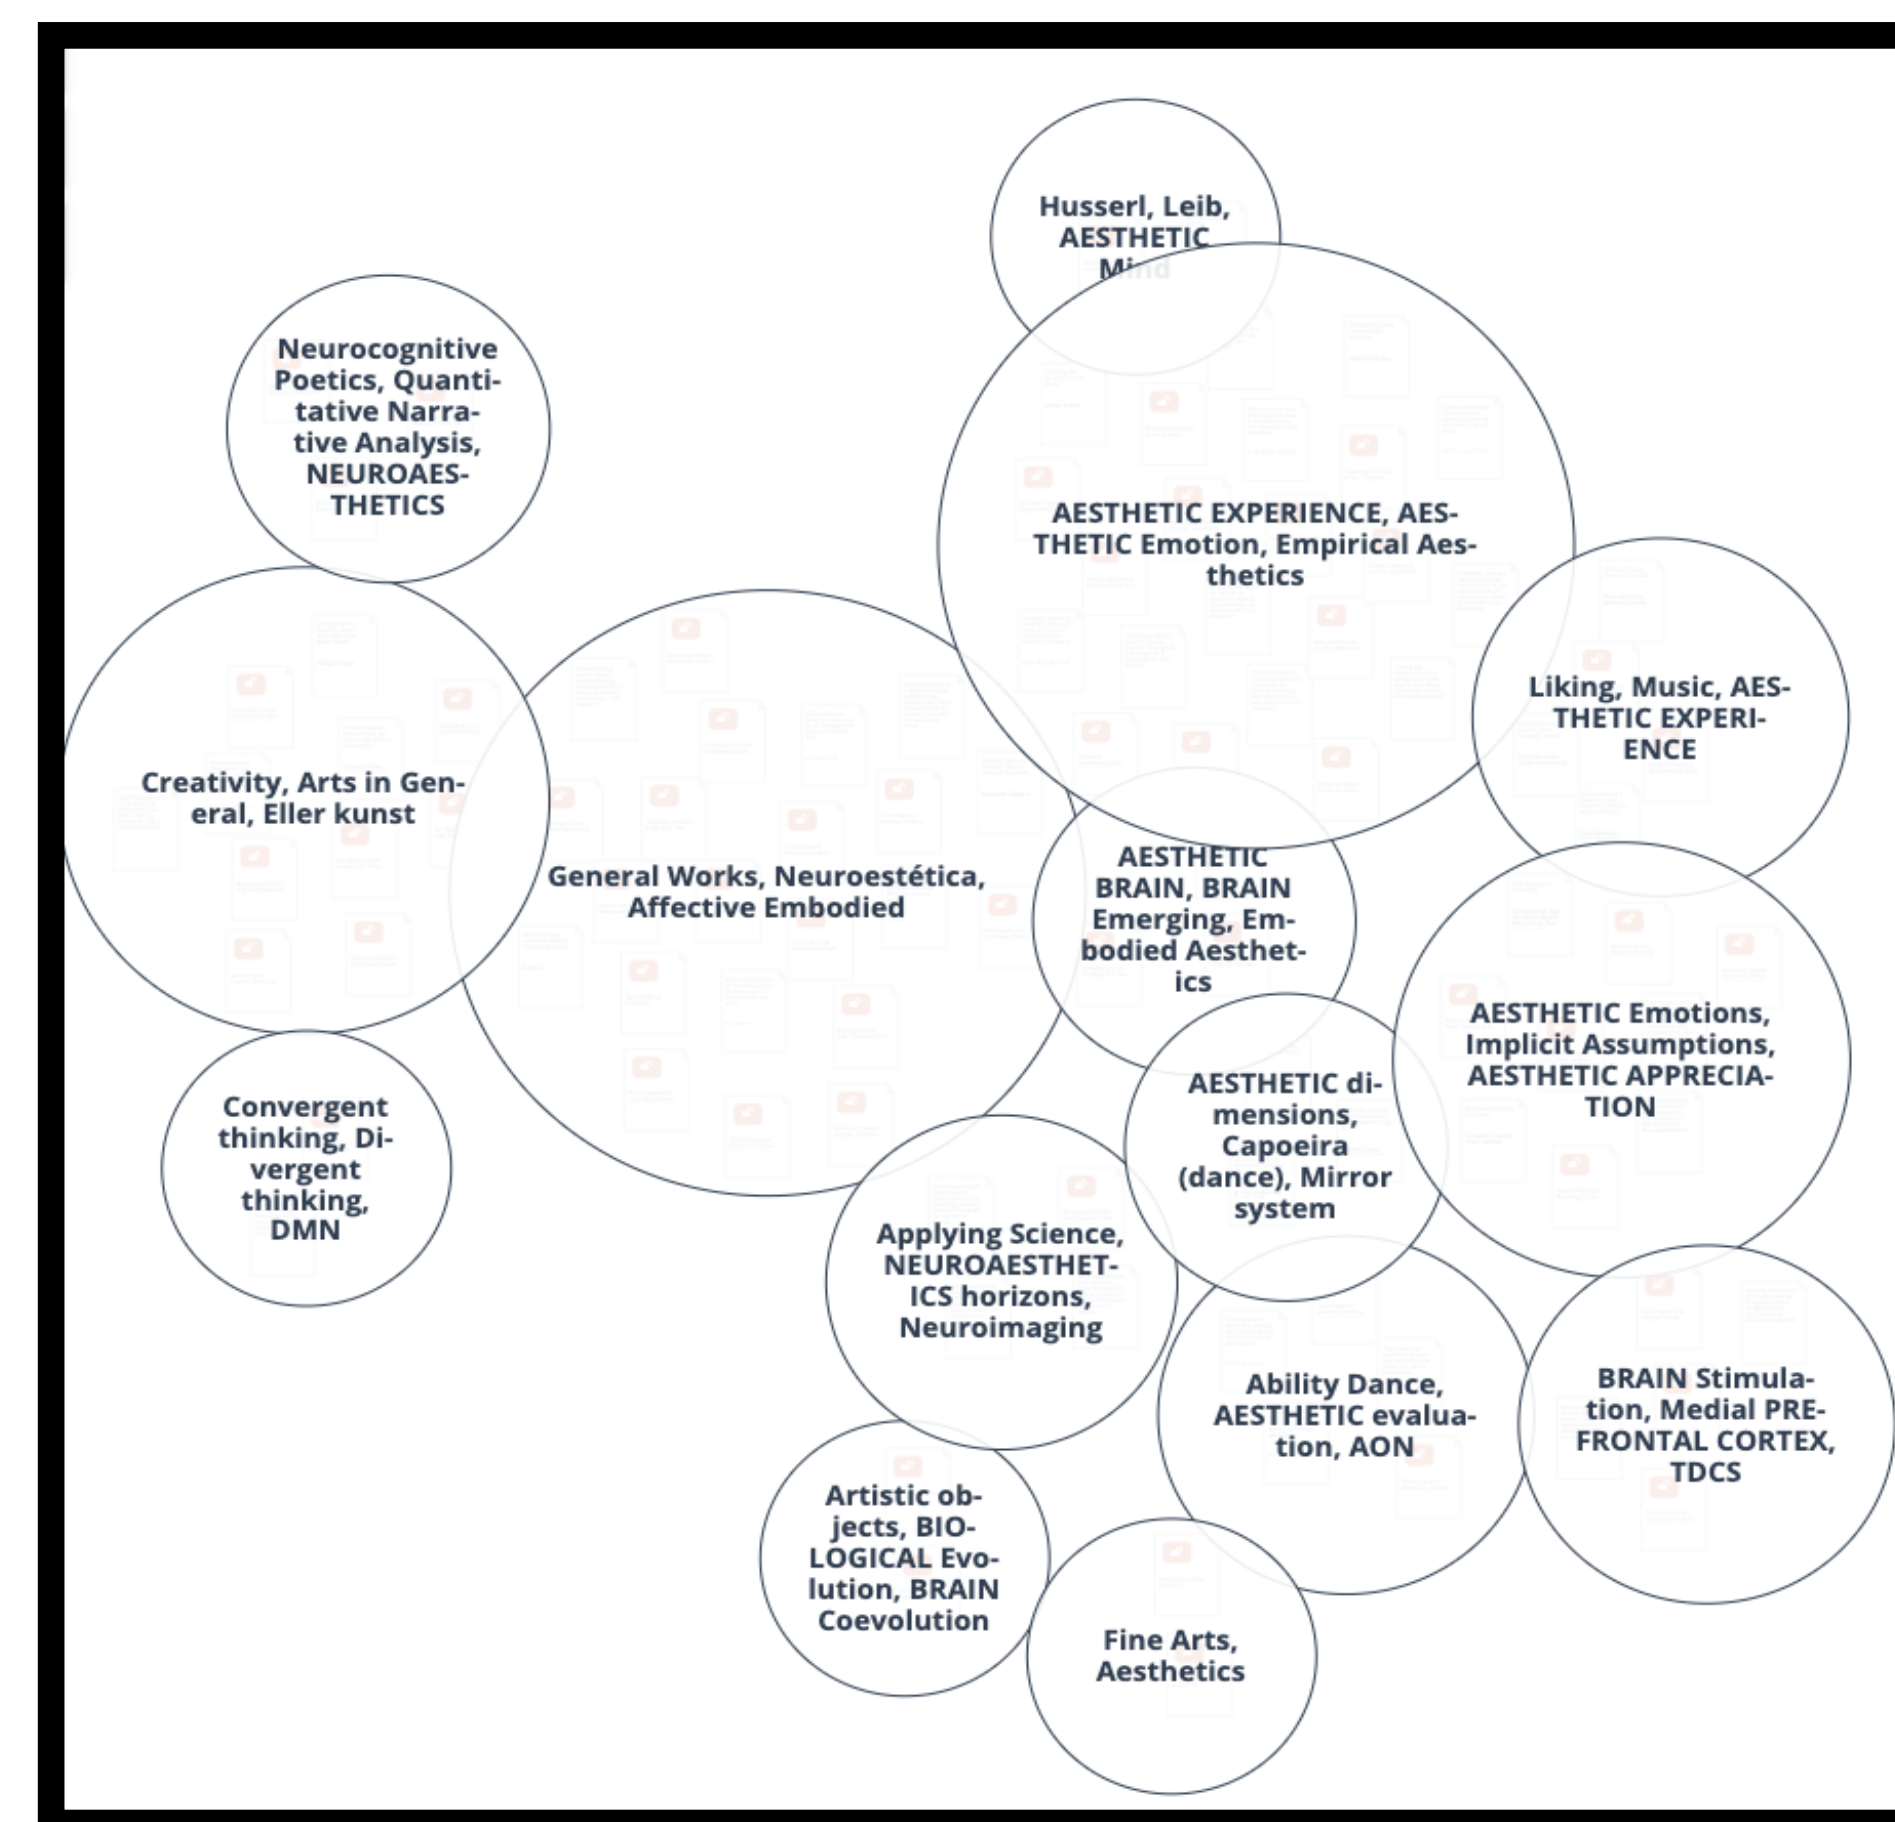 Husserl, Leib,
AESTHETIC
Mind
Neurocognitive
Poetics, Quanti-
tative Narra-
tive Analysis,
NEUROAES-
THETICS
AESTHETIC EXPERIENCE, AES-
THETIC Emotion, Empirical Aes-
thetics
Liking, Music, AES-
THETIC EXPERI-
ENCE
Creativity, Arts in Gen-
eral, Eller kunst
General Works, Neuroestética,
Affective Embodied
AESTHETIC
BRAIN, BRAIN
Emerging, Em-
bodied Aesthet-
ics
AESTHETIC Emotions,
Implicit Assumptions,
AESTHETIC APPRECIA-
TION
AESTHETIC di-
mensions,
Capoeira
(dance), Mirror
system
Convergent
thinking, Di-
vergent
thinking,
DMN
Applying Science,
NEUROAESTHET-
ICS horizons,
Neuroimaging
Ability Dance,
AESTHETIC evalua-
tion, AON
BRAIN Stimula-
tion, Medial PRE-
FRONTAL CORTEX,
TDCS
Artistic ob-
jects, BIO-
LOGICAL Evo-
lution, BRAIN
Coevolution
Fine Arts,
Aesthetics